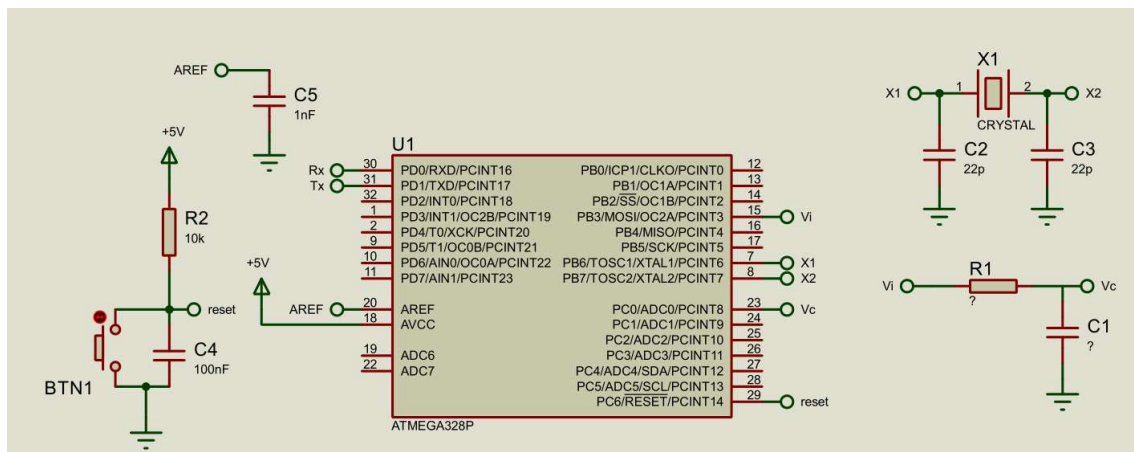 AREF
C5
1nF
+5V
R2
10k
reset
C4
100nF
BTN1
+5V
U1
Rx 30 PD0/RXD/PCINT16
Tx 31 PD1/TXD/PCINT17
32 PD2/INT0/PCINT18
1 PD3/INT1/OC2B/PCINT19
2 PD4/T0/XCK/PCINT20
9 PD5/T1/OC0B/PCINT21
10 PD6/AIN0/OC0A/PCINT22
11 PD7/AIN1/PCINT23
AREF 20 AREF
18 AVCC
19 ADC6
22 ADC7
PB0/ICP1/CLKO/PCINT0 12
PB1/OC1A/PCINT1 13
PB2/SS/OC1B/PCINT2 14
PB3/MOSI/OC2A/PCINT3 15 Vi
PB4/MISO/PCINT4 16
PB5/SCK/PCINT5 17
PB6/TOSC1/XTAL1/PCINT6 7 X1
PB7/TOSC2/XTAL2/PCINT7 8 X2
PC0/ADC0/PCINT8 23 Vc
PC1/ADC1/PCINT9 24
PC2/ADC2/PCINT10 25
PC3/ADC3/PCINT11 26
PC4/ADC4/SDA/PCINT12 27
PC5/ADC5/SCL/PCINT13 28
PC6/RESET/PCINT14 29 reset
ATMEGA328P
X1
X1 1 2 X2
CRYSTAL
C2
22p
C3
22p
R1
Vi Vc
?
C1
?